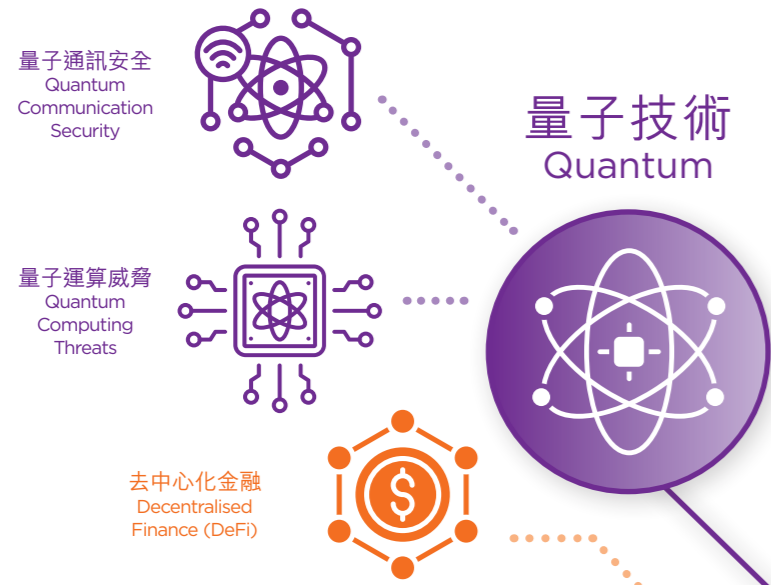 量子通訊安全
Quantum
Communication
Security
量子技術
Quantum
量子運算威脅
Quantum
Computing
Threats
去中心化金融
Decentralised
Finance (DeFi)
$